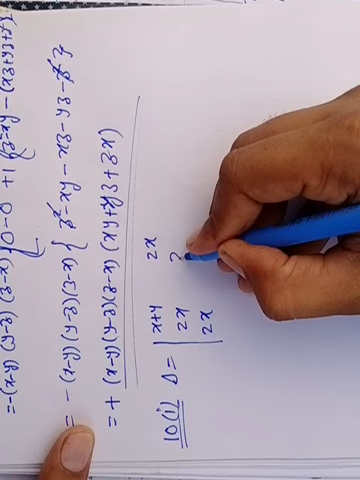 = -(x-y) (y-z) (z-x) {0-0 +1 {z²-xy - (xz+yz+z²)}
= - (x-y) (y-z)(z-x) { z²-xy - xz-yz-z² }
= + (x-y)(y-z)(z-x) (xy+yz+zx)
10(i) Δ = | x+4 2x
2x 2
2x